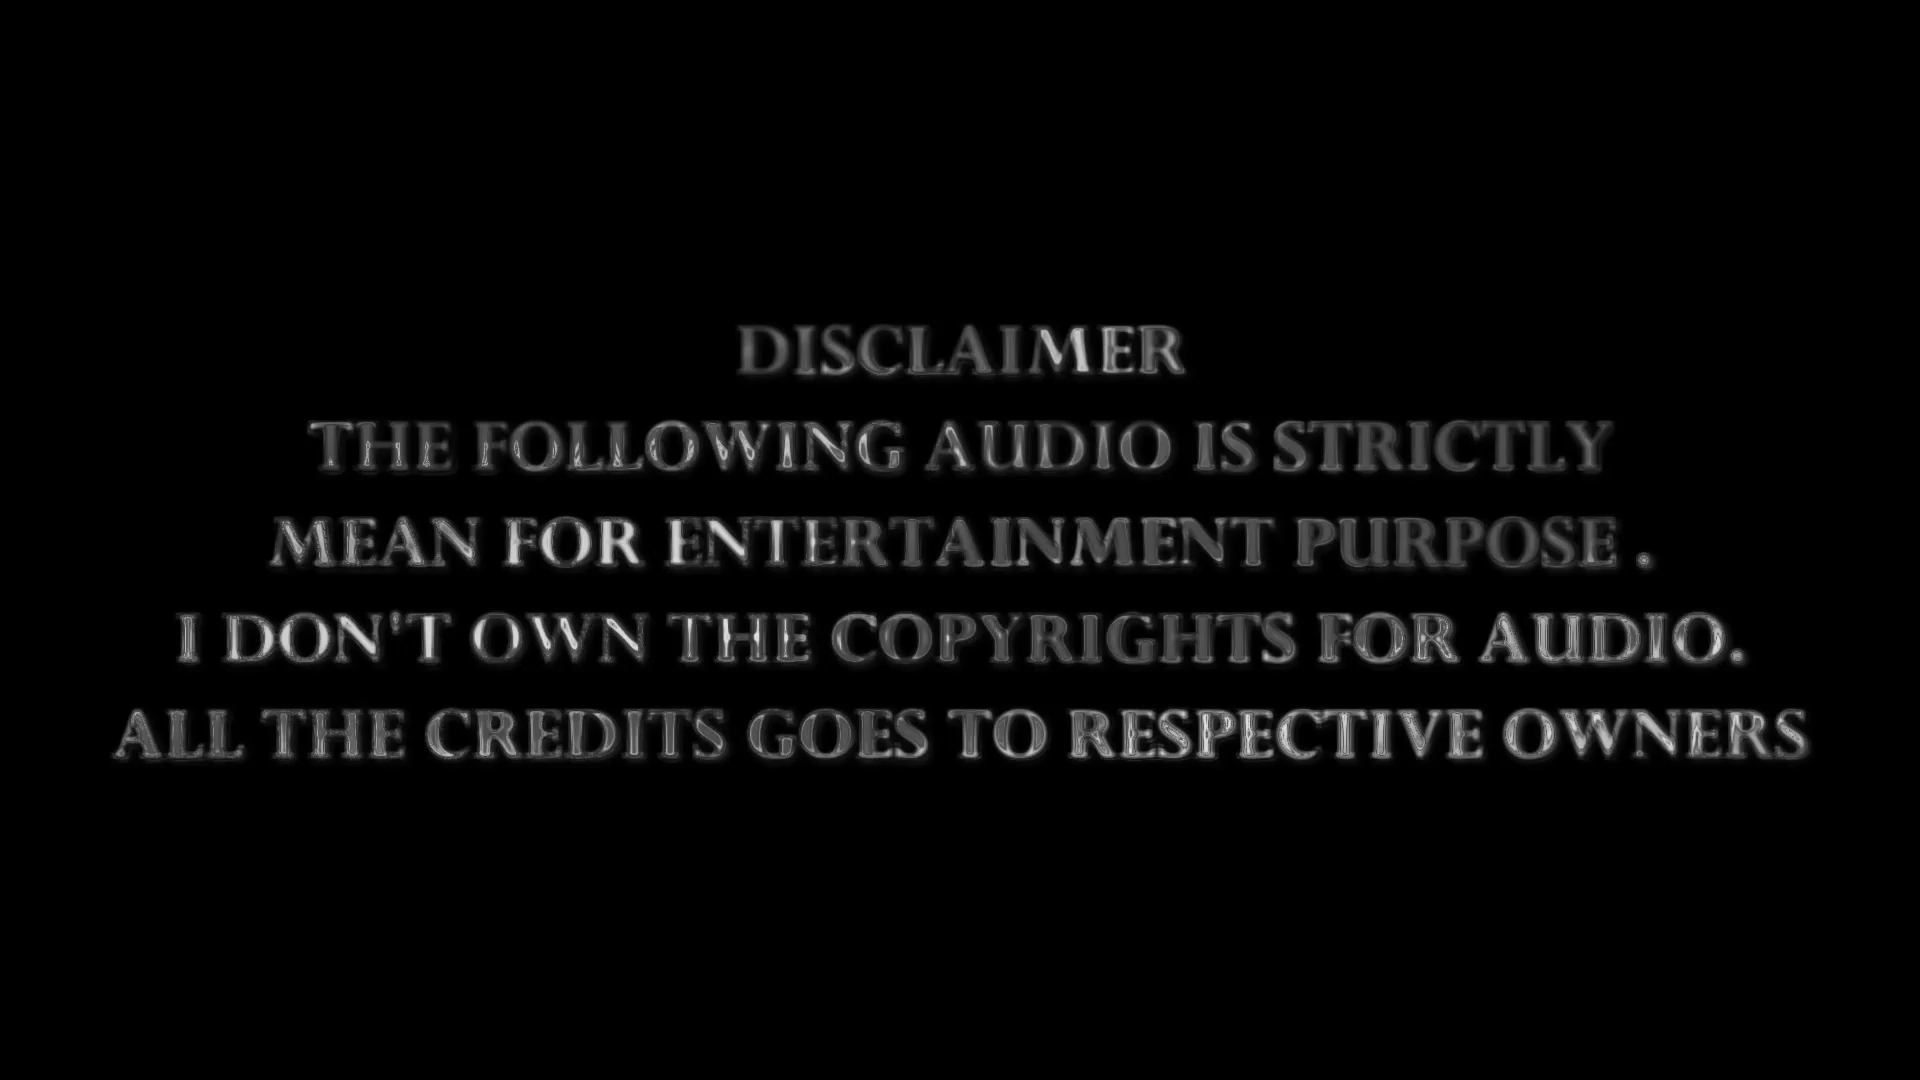 DISCLAIMER
THE FOLLOWING AUDIO IS STRICTLY
MEAN FOR ENTERTAINMENT PURPOSE .
I DON'T OWN THE COPYRIGHTS FOR AUDIO.
ALL THE CREDITS GOES TO RESPECTIVE OWNERS